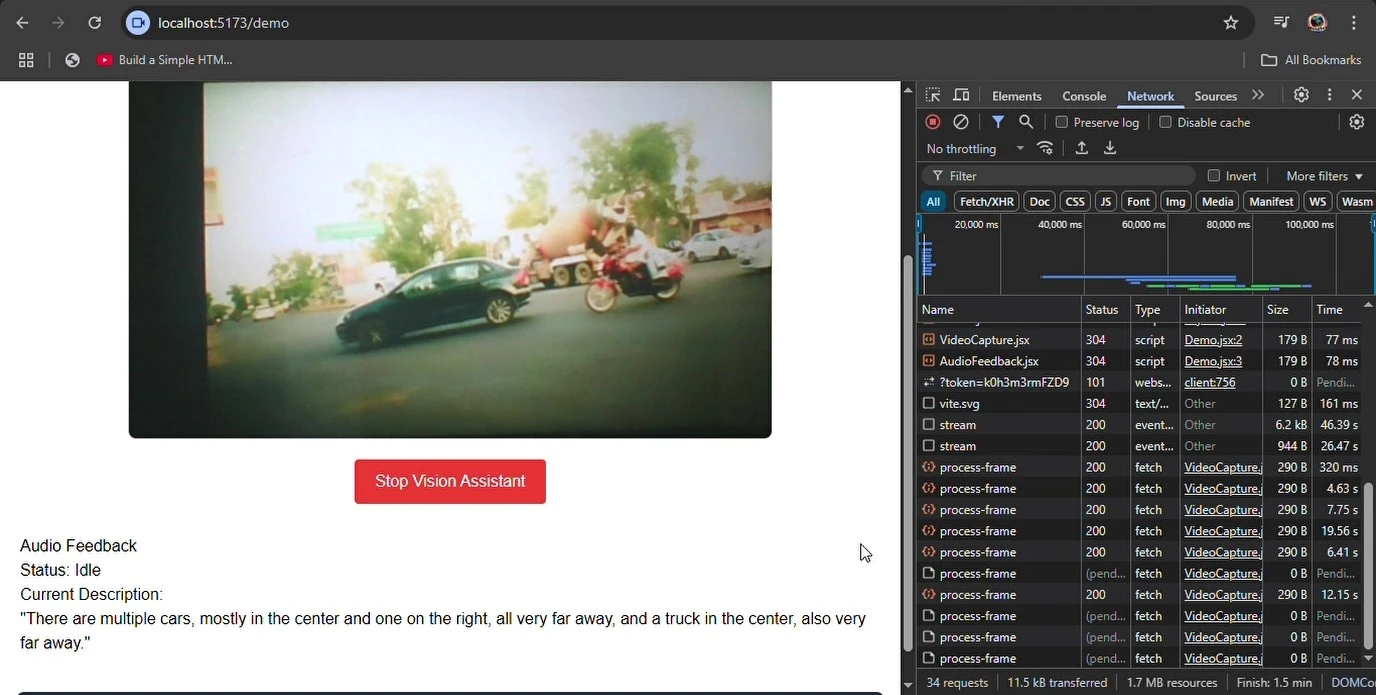 localhost:5173/demo
Build a Simple HTM...
All Bookmarks
Stop Vision Assistant
Audio Feedback
Status: Idle
Current Description:
"There are multiple cars, mostly in the center and one on the right, all very far away, and a truck in the center, also very
far away."
Elements Console Network Sources
Preserve log Disable cache
No throttling
Filter Invert More filters
All Fetch/XHR Doc CSS JS Font Img Media Manifest WS Wasm
20,000 ms 40,000 ms 60,000 ms 80,000 ms 100,000 ms
Name Status Type Initiator Size Time
VideoCapture.jsx 304 script Demo.jsx:2 179 B 77 ms
AudioFeedback.jsx 304 script Demo.jsx:3 179 B 78 ms
?token=k0h3m3rmFZD9 101 webs... client:756 0 B Pendi...
vite.svg 304 text/... Other 127 B 161 ms
stream 200 event... Other 6.2 kB 46.39 s
stream 200 event... Other 944 B 26.47 s
process-frame 200 fetch VideoCapture.j 290 B 320 ms
process-frame 200 fetch VideoCapture.j 290 B 4.63 s
process-frame 200 fetch VideoCapture.j 290 B 7.75 s
process-frame 200 fetch VideoCapture.j 290 B 19.56 s
process-frame 200 fetch VideoCapture.j 290 B 6.41 s
process-frame (pend... fetch VideoCapture.j 0 B Pendi...
process-frame 200 fetch VideoCapture.j 290 B 12.15 s
process-frame (pend... fetch VideoCapture.j 0 B Pendi...
process-frame (pend... fetch VideoCapture.j 0 B Pendi...
process-frame (pend... fetch VideoCapture.j 0 B Pendi...
34 requests 11.5 kB transferred 1.7 MB resources Finish: 1.5 min DOMCo